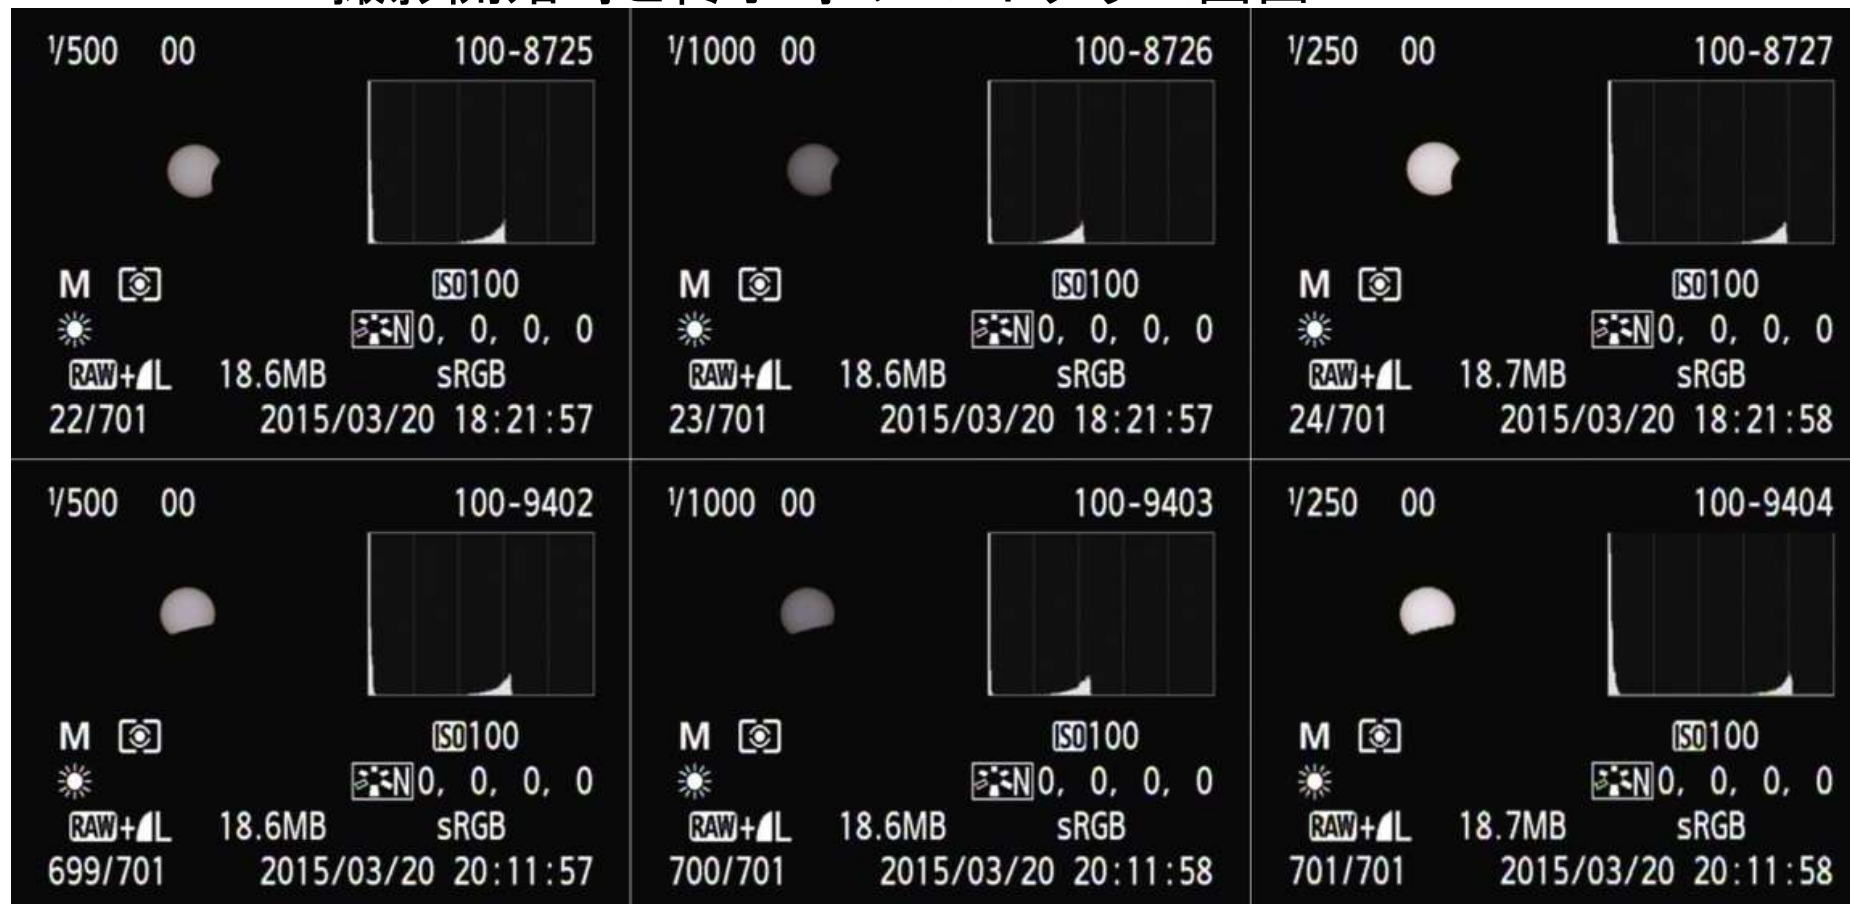 1/500 00 100-8725
M ISO100
N 0, 0, 0, 0
RAW+L 18.6MB sRGB
22/701 2015/03/20 18:21:57
1/1000 00 100-8726
M ISO100
N 0, 0, 0, 0
RAW+L 18.6MB sRGB
23/701 2015/03/20 18:21:57
1/250 00 100-8727
M ISO100
N 0, 0, 0, 0
RAW+L 18.7MB sRGB
24/701 2015/03/20 18:21:58
1/500 00 100-9402
M ISO100
N 0, 0, 0, 0
RAW+L 18.6MB sRGB
699/701 2015/03/20 20:11:57
1/1000 00 100-9403
M ISO100
N 0, 0, 0, 0
RAW+L 18.6MB sRGB
700/701 2015/03/20 20:11:58
1/250 00 100-9404
M ISO100
N 0, 0, 0, 0
RAW+L 18.7MB sRGB
701/701 2015/03/20 20:11:58